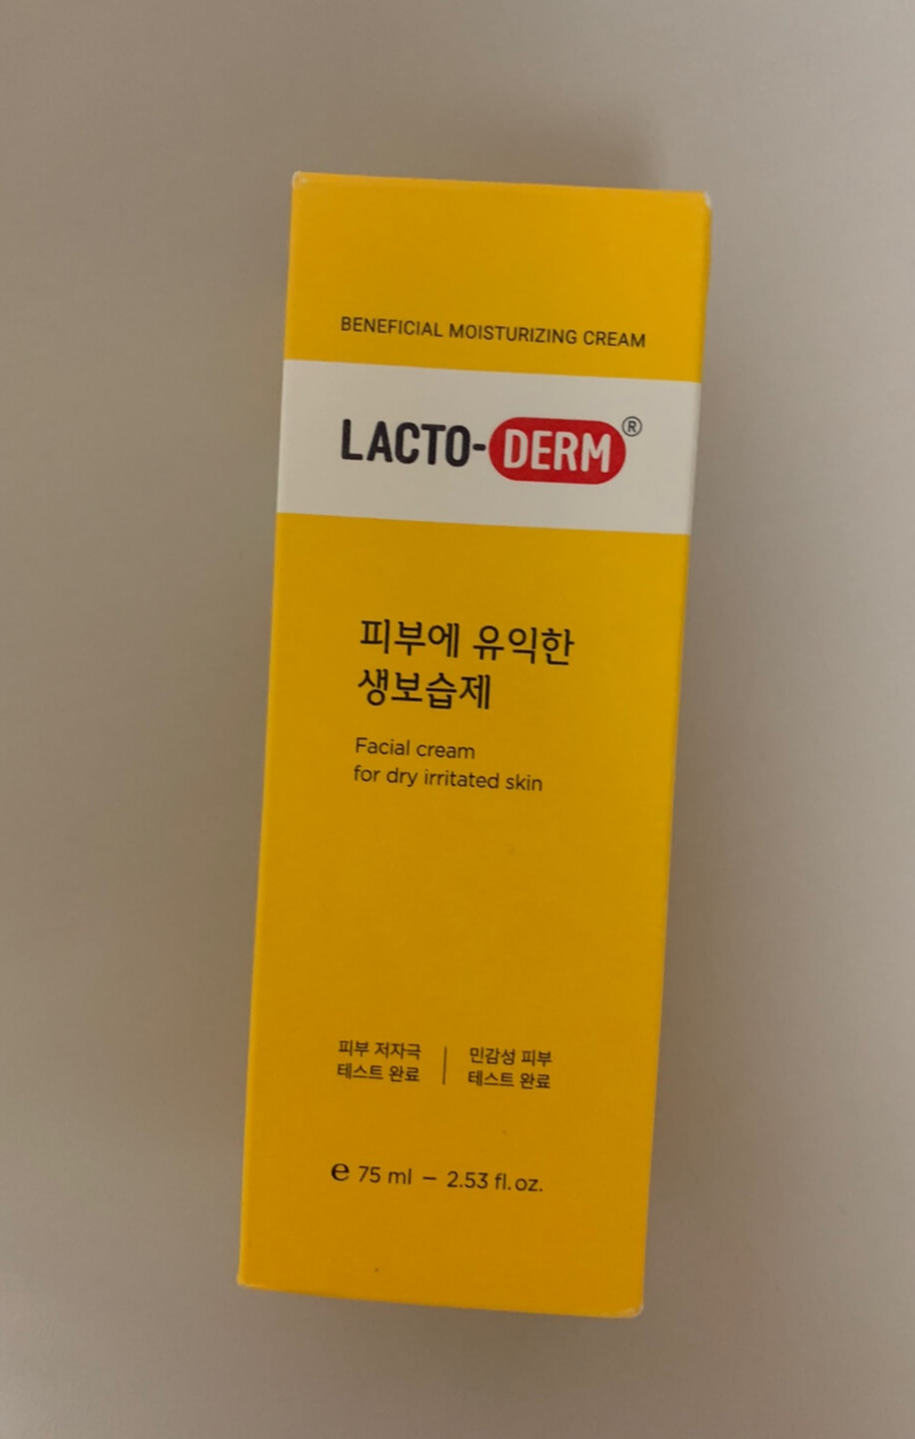 BENEFICIAL MOISTURIZING CREAM
LACTO-DERM®
피부에 유익한
생보습제
Facial cream
for dry irritated skin
피부 저자극
테스트 완료
민감성 피부
테스트 완료
℮ 75 ml – 2.53 fl.oz.